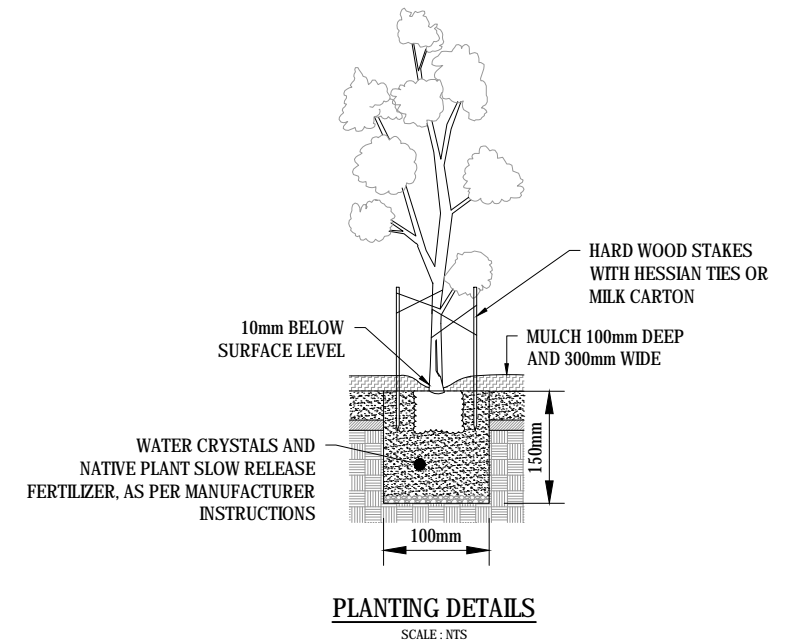 HARD WOOD STAKES
WITH HESSIAN TIES OR
MILK CARTON
10mm BELOW
SURFACE LEVEL
MULCH 100mm DEEP
AND 300mm WIDE
WATER CRYSTALS AND
NATIVE PLANT SLOW RELEASE
FERTILIZER, AS PER MANUFACTURER
INSTRUCTIONS
150mm
100mm
PLANTING DETAILS
SCALE : NTS